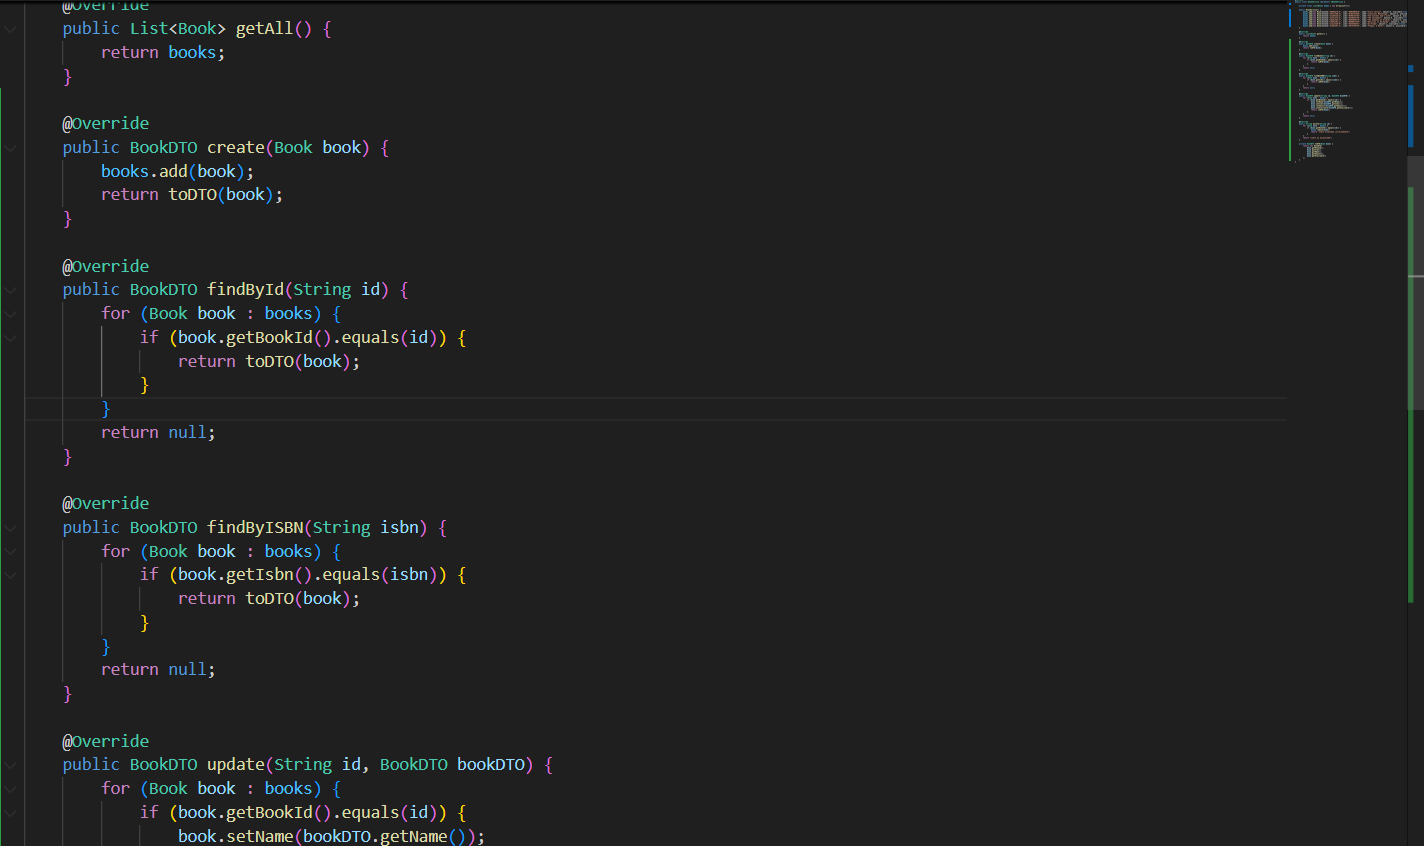 @Override
public List<Book> getAll() {
return books;
}
@Override
public BookDTO create(Book book) {
books.add(book);
return toDTO(book);
}
@Override
public BookDTO findById(String id) {
for (Book book : books) {
if (book.getBookId().equals(id)) {
return toDTO(book);
}
}
return null;
}
@Override
public BookDTO findByISBN(String isbn) {
for (Book book : books) {
if (book.getIsbn().equals(isbn)) {
return toDTO(book);
}
}
return null;
}
@Override
public BookDTO update(String id, BookDTO bookDTO) {
for (Book book : books) {
if (book.getBookId().equals(id)) {
book.setName(bookDTO.getName());